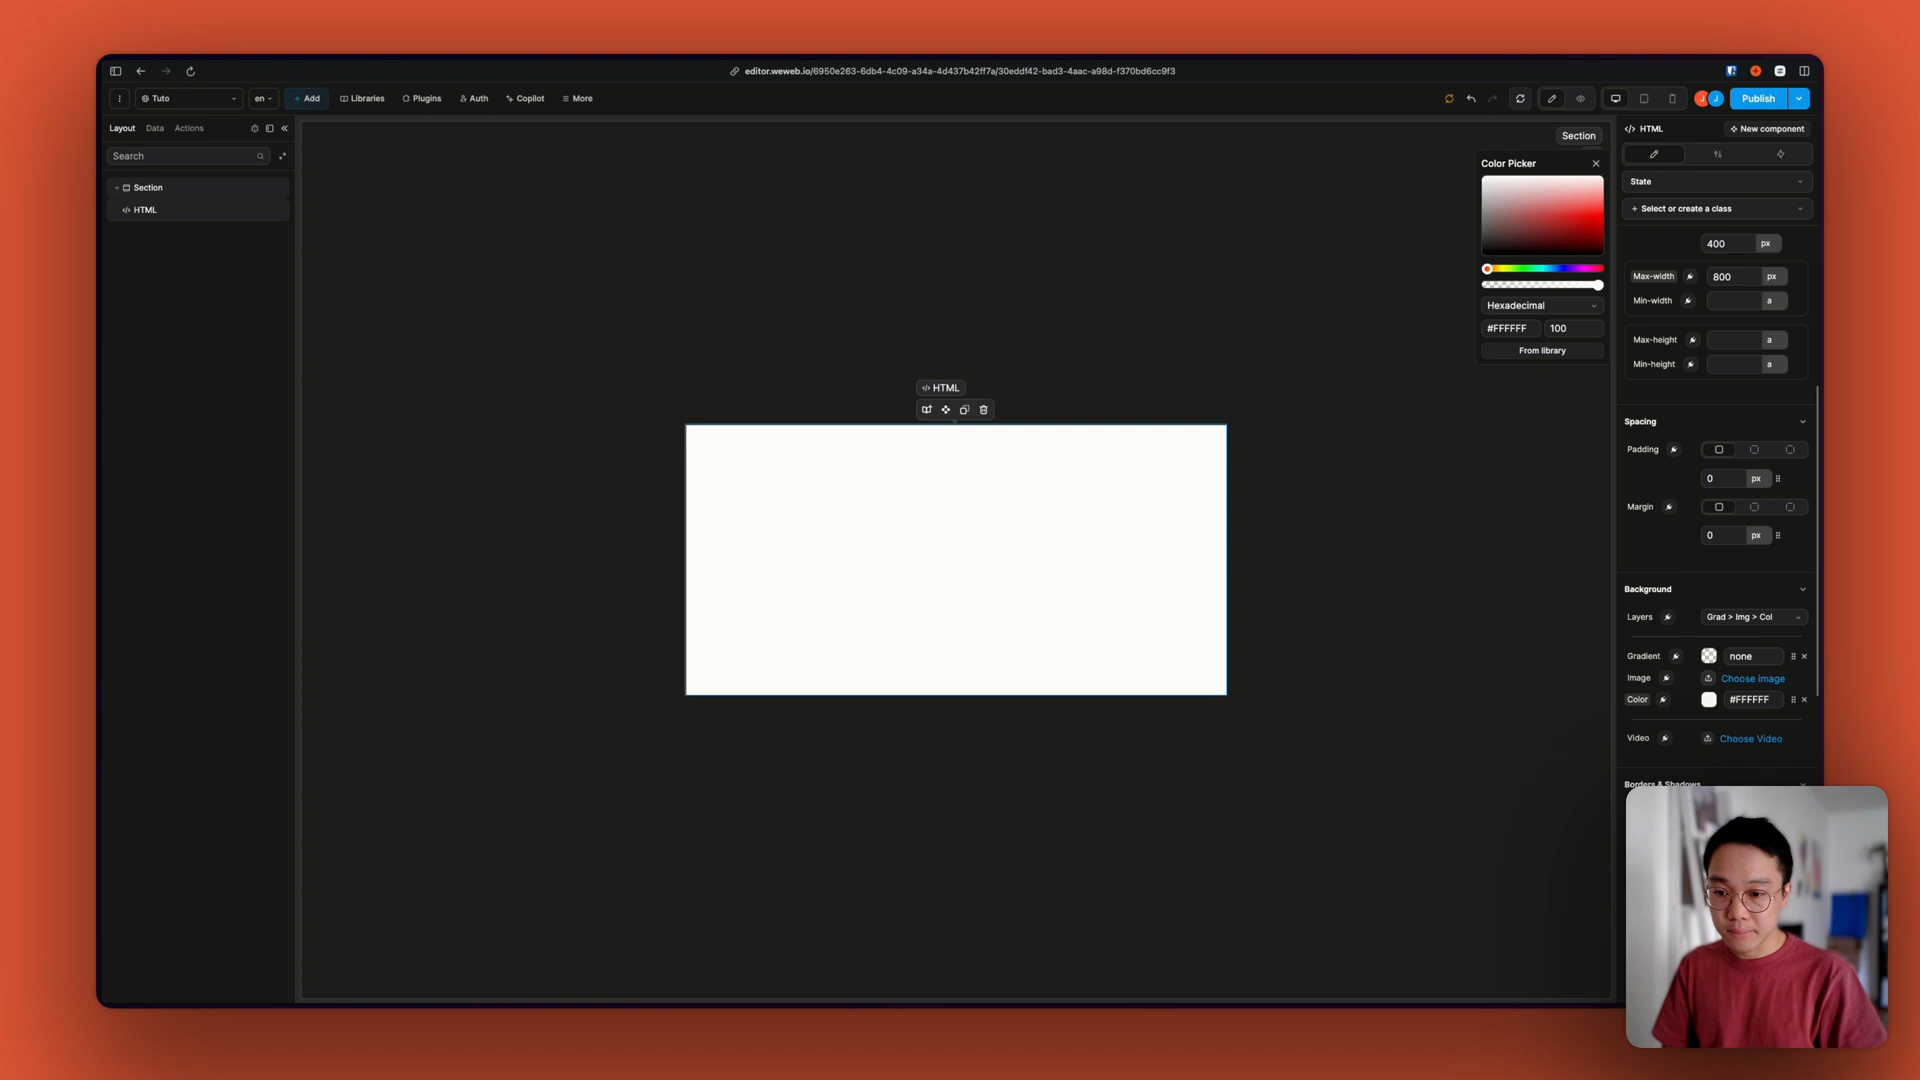 editor.weweb.io/6950e263-6db4-4c09-a34a-4d437b42ff7a/30eddf42-bad3-4aac-a98d-f370bd6cc9f3
Tuto
en
+ Add
Libraries
Plugins
Auth
Copilot
More
J
J
Publish
Layout
Data
Actions
Search
Section
HTML
Section
Color Picker
Hexadecimal
#FFFFFF
100
From library
HTML
HTML
New component
State
+ Select or create a class
400
px
Max-width
800
px
Min-width
a
Max-height
a
Min-height
a
Spacing
Padding
0
px
Margin
0
px
Background
Layers
Grad > Img > Col
Gradient
none
Image
Choose image
Color
#FFFFFF
Video
Choose Video
Borders & Shadows